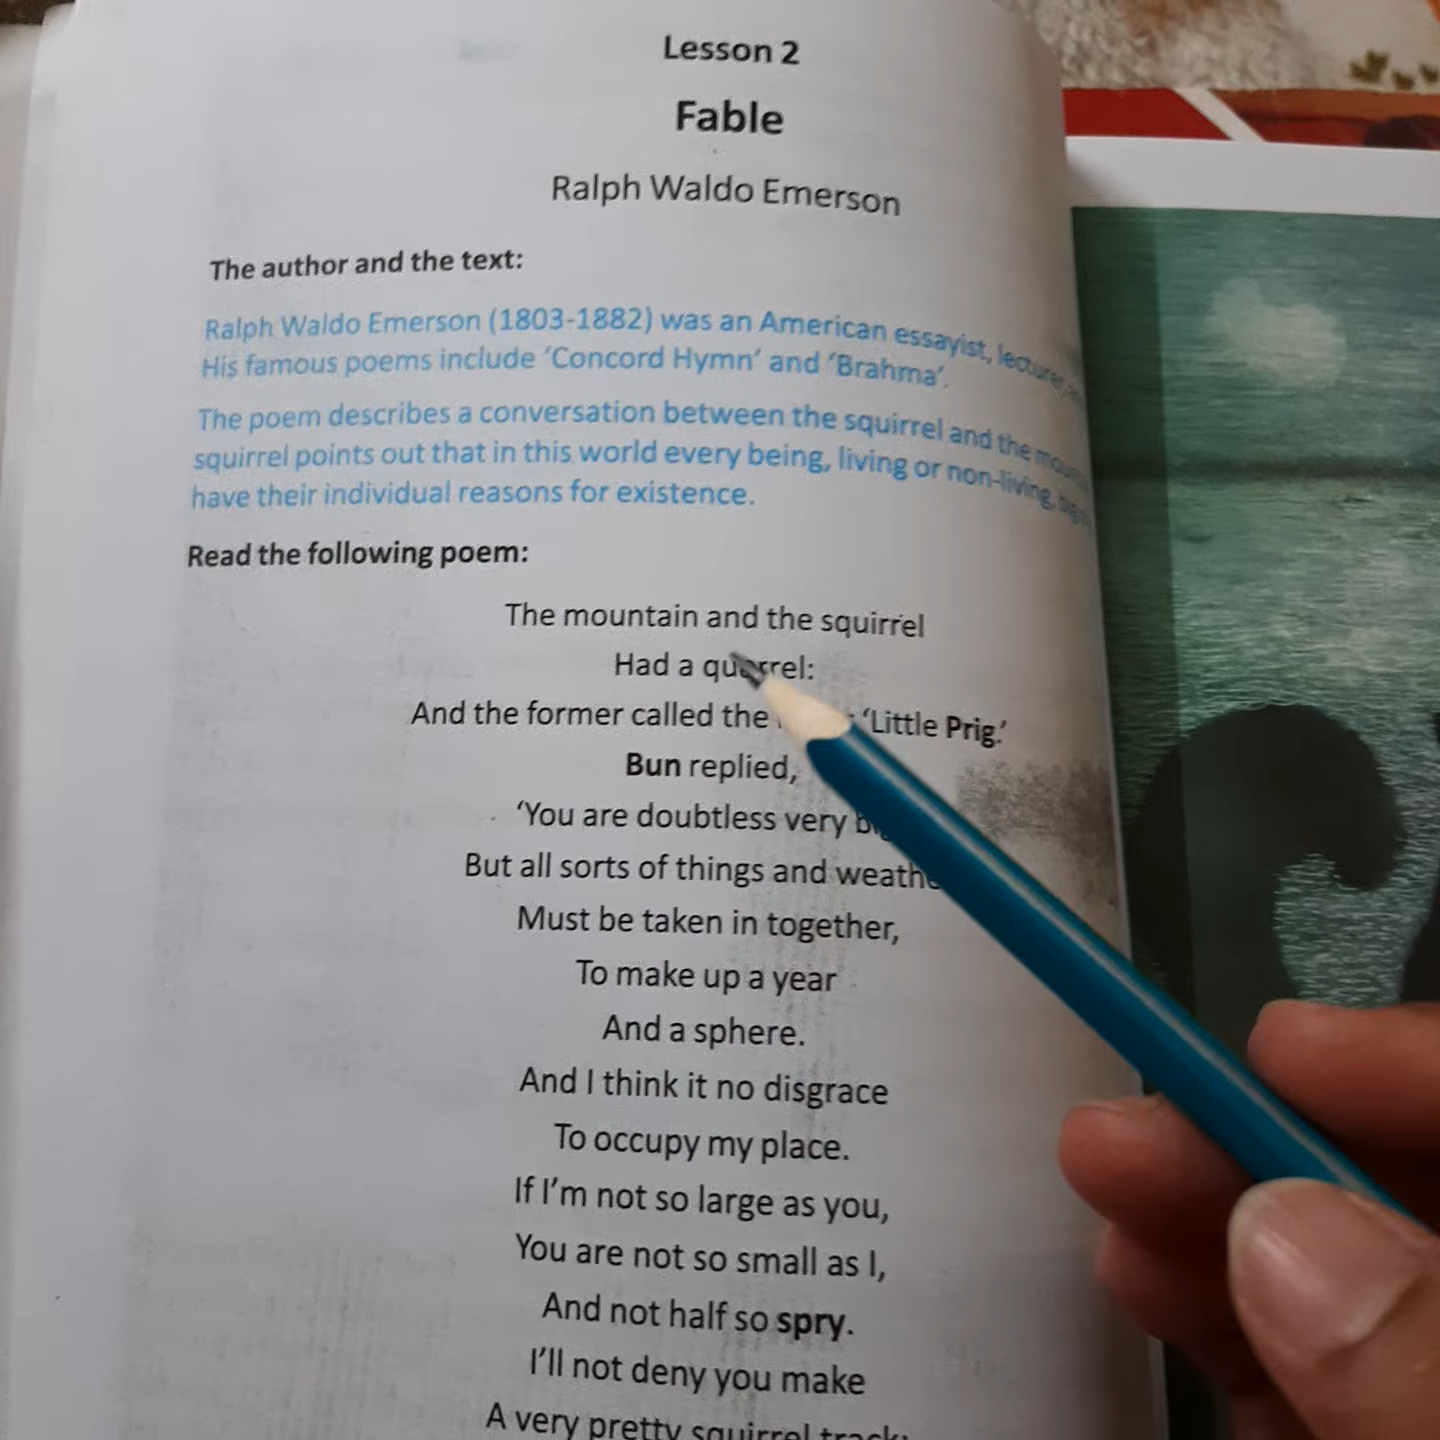 Lesson 2
Fable
Ralph Waldo Emerson
The author and the text:
Ralph Waldo Emerson (1803-1882) was an American essayist, lecturer,
His famous poems include 'Concord Hymn' and 'Brahma'.
The poem describes a conversation between the squirrel and the
squirrel points out that in this world every being, living or non-living, big
have their individual reasons for existence.
Read the following poem:
The mountain and the squirrel
Had a quarrel:
And the former called the 'Little Prig.'
Bun replied,
'You are doubtless very
But all sorts of things and
Must be taken in together,
To make up a year
And a sphere.
And I think it no disgrace
To occupy my place.
If I'm not so large as you,
You are not so small as I,
And not half so spry.
I'll not deny you make
A very pretty squirrel track;